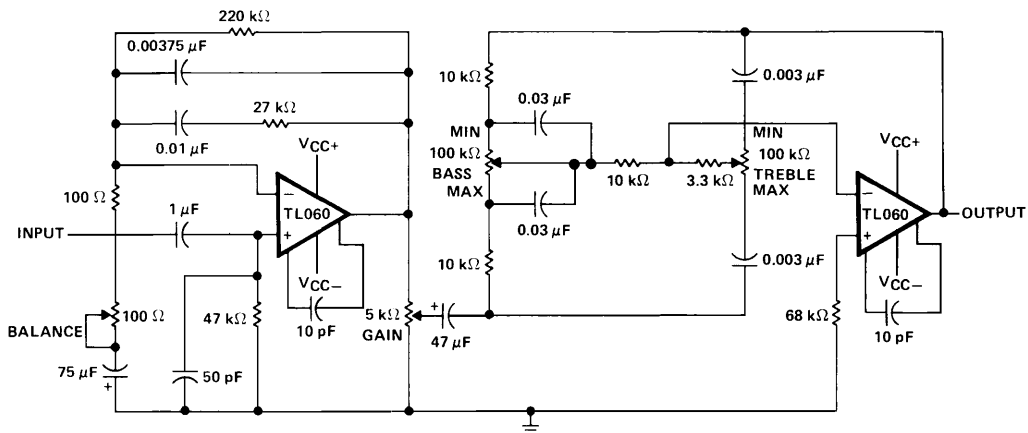 220 kΩ
0.00375 μF
27 kΩ
0.01 μF
100 Ω
1 μF
INPUT
VCC+
−
TL060
+
VCC−
10 pF
47 kΩ
50 pF
100 Ω
BALANCE
75 μF
+
5 kΩ
GAIN
+
47 μF
10 kΩ
0.03 μF
MIN
100 kΩ
BASS
MAX
0.03 μF
10 kΩ
10 kΩ
3.3 kΩ
0.003 μF
MIN
100 kΩ
TREBLE
MAX
0.003 μF
VCC+
−
TL060
+
VCC−
OUTPUT
68 kΩ
10 pF